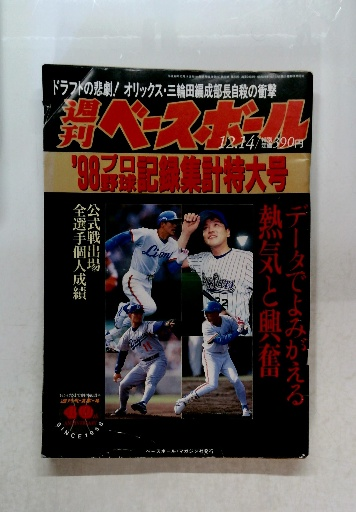 ドラフトの悲劇! オリックス・三輪田編成部長自殺の衝撃
週刊ベースボール
12.14
390円
'98プロ野球記録集計特大号
データでよみがえる
熱気と興奮
公式戦出場
全選手個人成績
SINCE1958
ベースボール・マガジン社発行